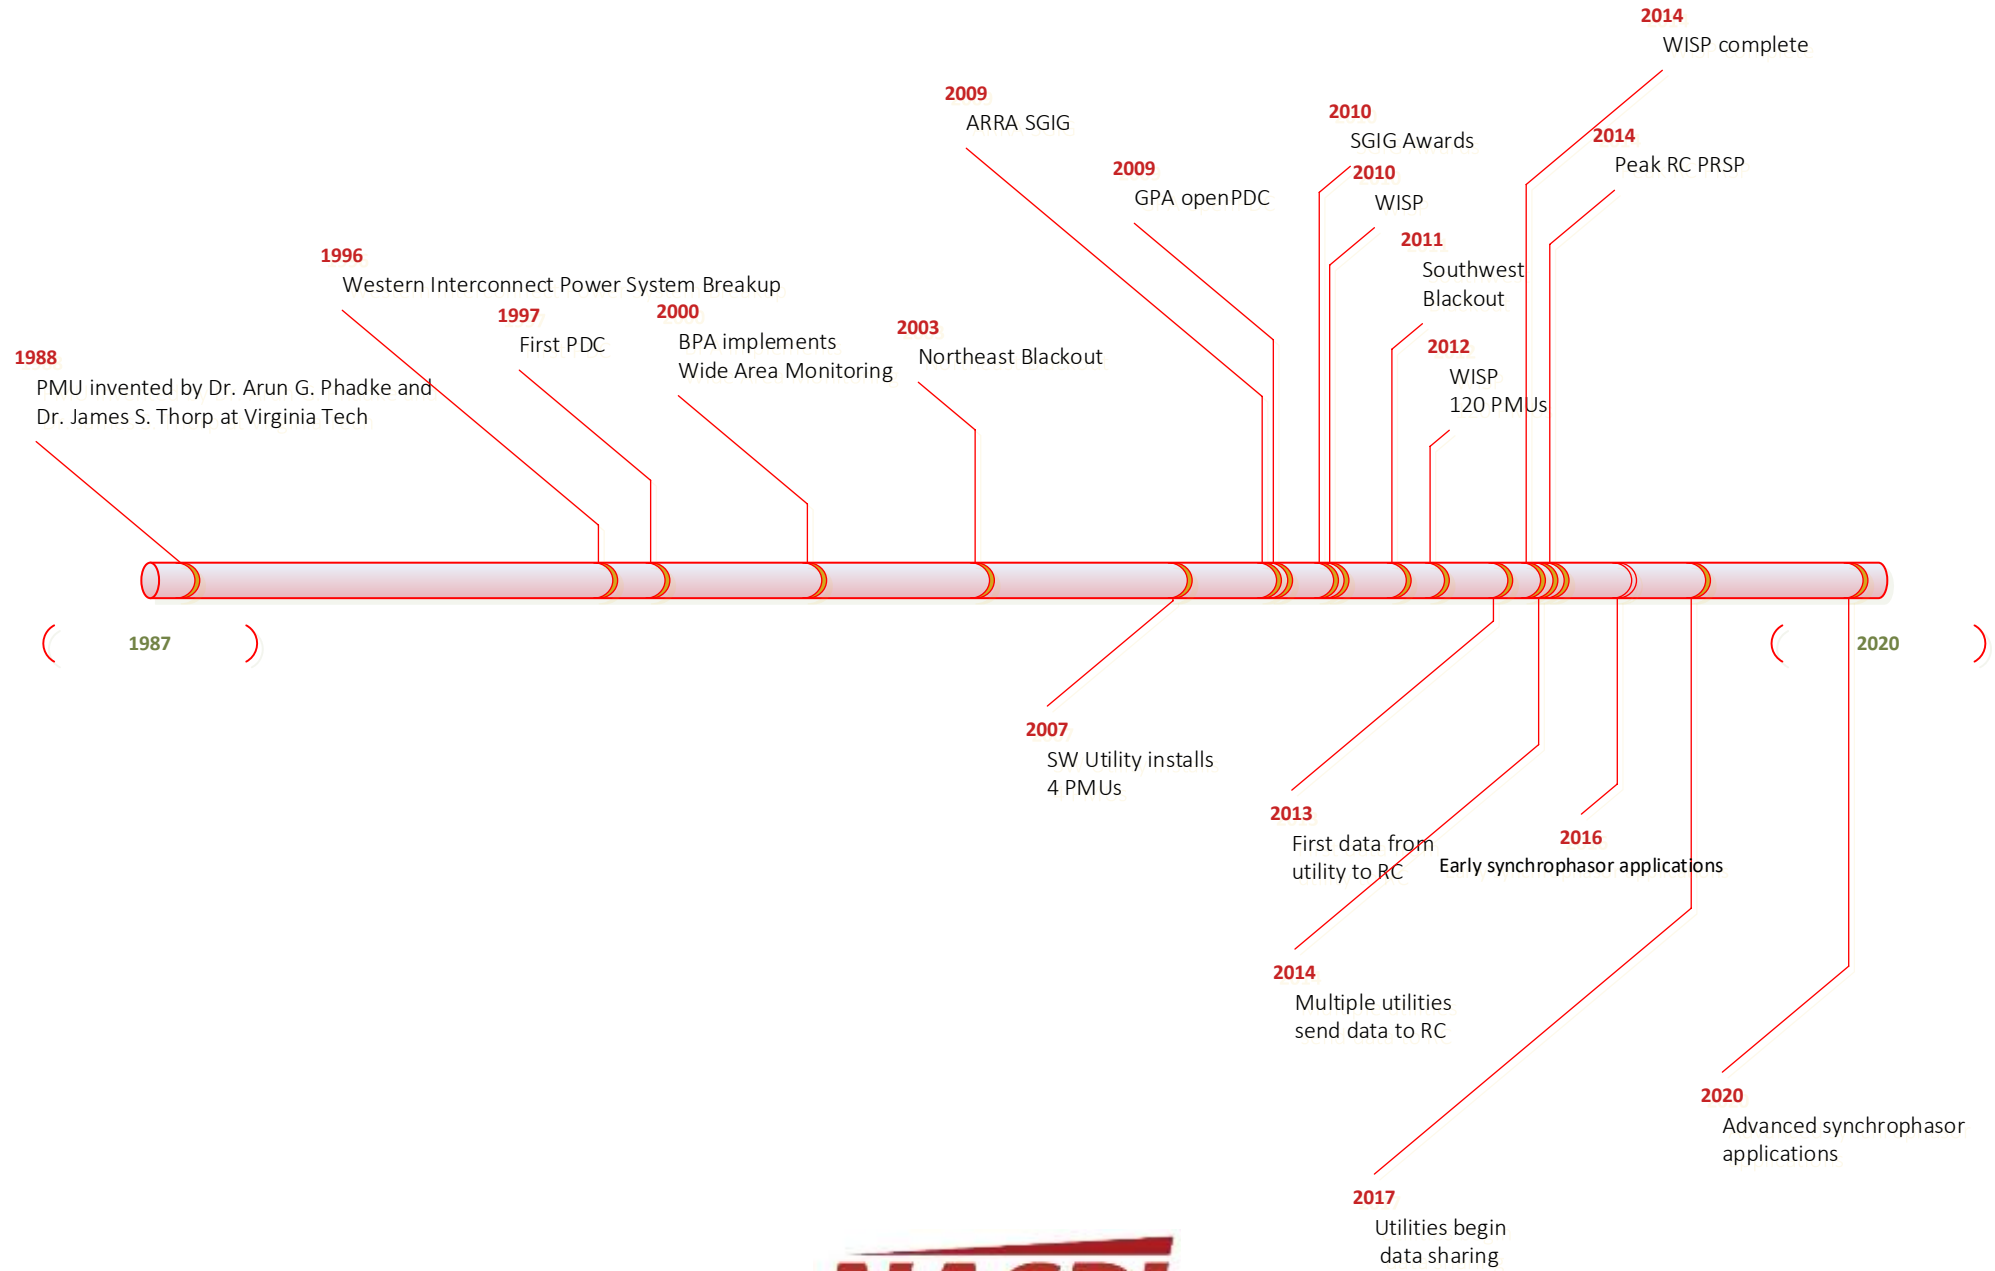 2014
WISP complete
2009
ARRA SGIG
2010
SGIG Awards
2014
Peak RC PRSP
2009
GPA openPDC
2010
WISP
2011
Southwest
Blackout
1996
Western Interconnect Power System Breakup
1997
First PDC
2000
BPA implements
Wide Area Monitoring
2003
Northeast Blackout
2012
WISP
120 PMUs
1988
PMU invented by Dr. Arun G. Phadke and
Dr. James S. Thorp at Virginia Tech
1987
2020
2007
SW Utility installs
4 PMUs
2013
First data from
utility to RC
2016
Early synchrophasor applications
2014
Multiple utilities
send data to RC
2020
Advanced synchrophasor
applications
2017
Utilities begin
data sharing